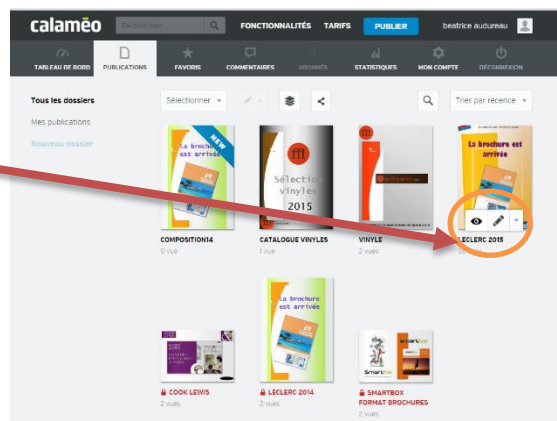 calaméo Rechercher FONCTIONNALITÉS TARIFS PUBLIER beatrice audureau
TABLEAU DE BORD PUBLICATIONS FAVORIS COMMENTAIRES ABONNÉS STATISTIQUES MON COMPTE DÉCONNEXION
Tous les dossiers
Mes publications
Nouveau dossier
Sélectionner Trier par récence
NEW
La brochure
est arrivée
Sélection
vinyles
2015
La brochure est
arrivée
COMPOSITION14 CATALOGUE VINYLES VINYLE LECLERC 2015
0 vue 1 vue 2 vues
La brochure
est arrivée
Smartbox Smartbox
COOK LEWIS LECLERC 2014 SMARTBOX
FORMAT BROCHURES
2 vues 2 vues
2 vues